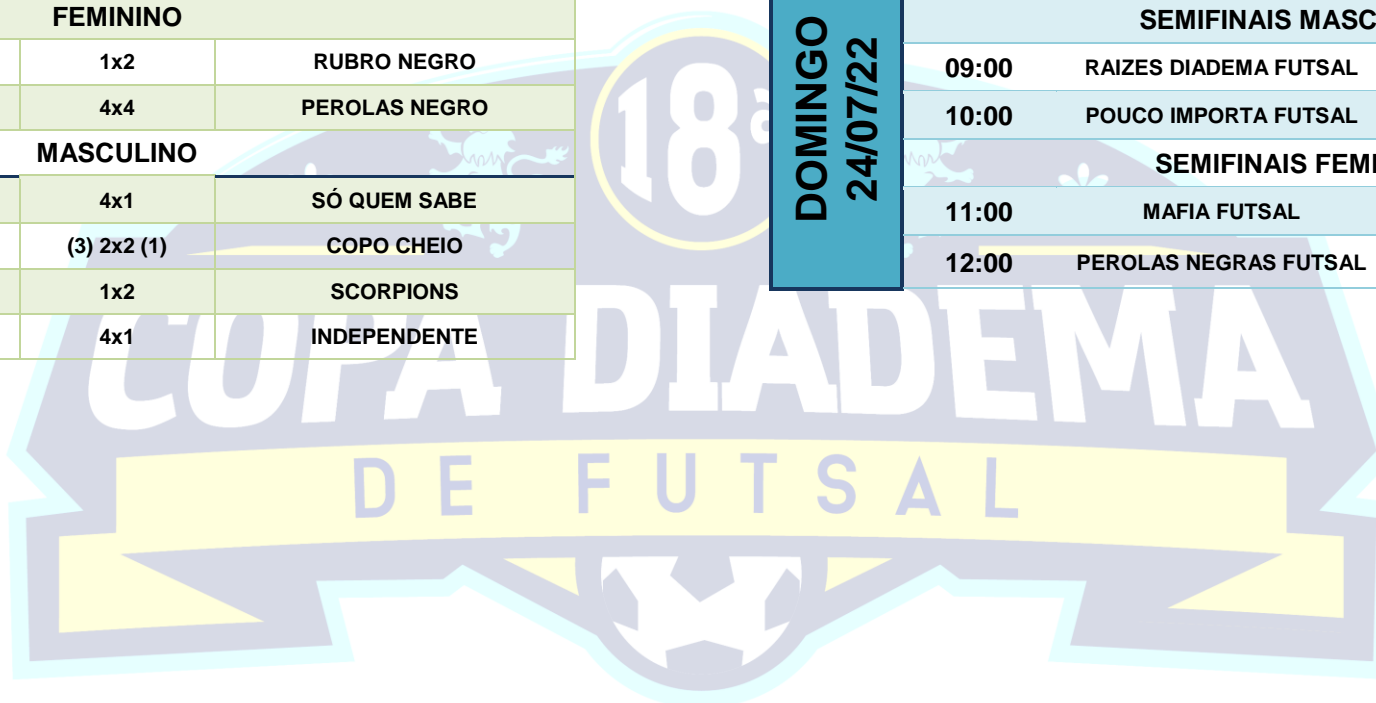 FEMININO
1x2 RUBRO NEGRO
4x4 PEROLAS NEGRO
MASCULINO
4x1 SÓ QUEM SABE
(3) 2x2 (1) COPO CHEIO
1x2 SCORPIONS
4x1 INDEPENDENTE
DOMINGO
24/07/22
SEMIFINAIS MASC
09:00 RAIZES DIADEMA FUTSAL
10:00 POUCO IMPORTA FUTSAL
SEMIFINAIS FEMI
11:00 MAFIA FUTSAL
12:00 PEROLAS NEGRAS FUTSAL
18ª
COPA DIADEMA
DE FUTSAL